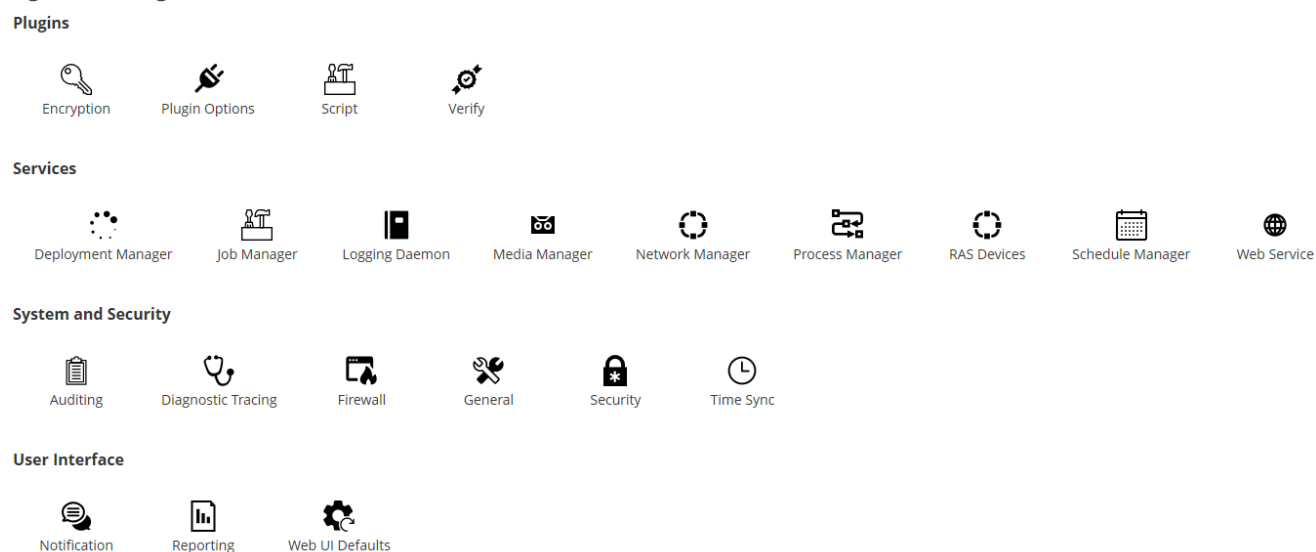 Plugins
Encryption Plugin Options Script Verify
Services
Deployment Manager Job Manager Logging Daemon Media Manager Network Manager Process Manager RAS Devices Schedule Manager Web Service
System and Security
Auditing Diagnostic Tracing Firewall General Security Time Sync
User Interface
Notification Reporting Web UI Defaults